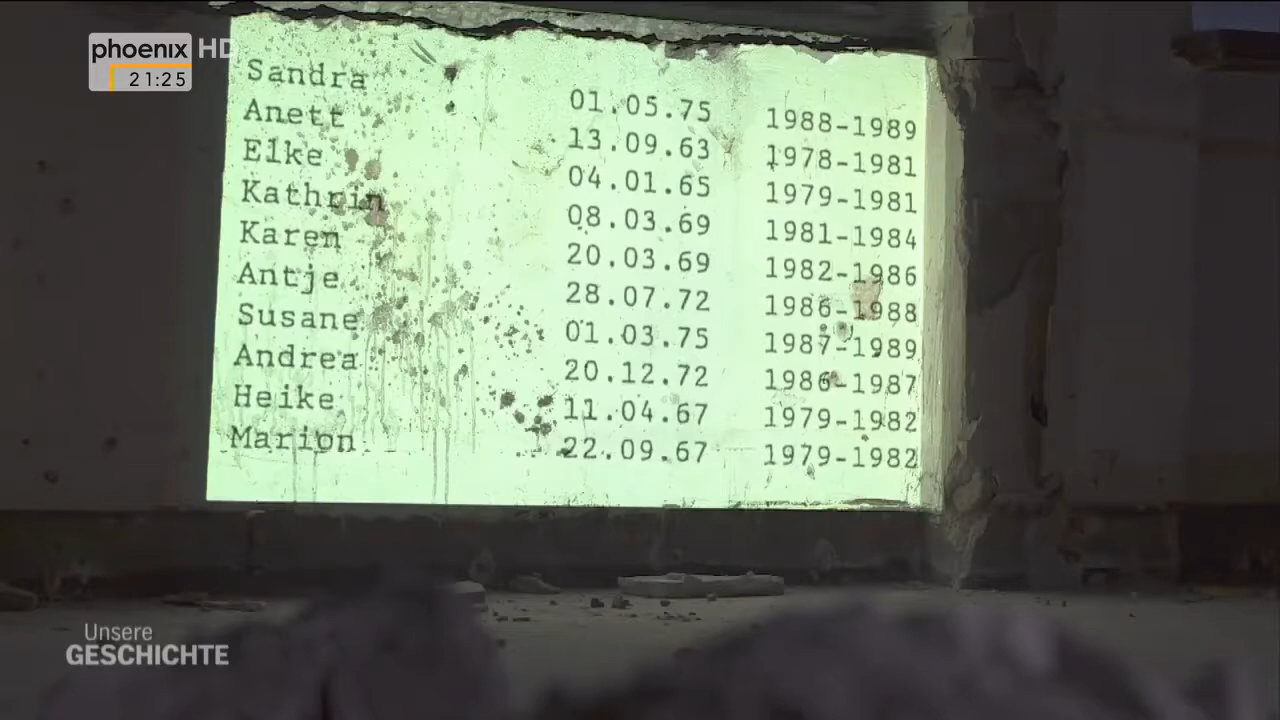 phoenix HD
21:25
Sandra 01.05.75 1988-1989
Anett 13.09.63 1978-1981
Elke 04.01.65 1979-1981
Kathrin 08.03.69 1981-1984
Karen 20.03.69 1982-1986
Antje 28.07.72 1986-1988
Susane 01.03.75 1987-1989
Andrea 20.12.72 1986-1987
Heike 11.04.67 1979-1982
Marion 22.09.67 1979-1982
Unsere
GESCHICHTE